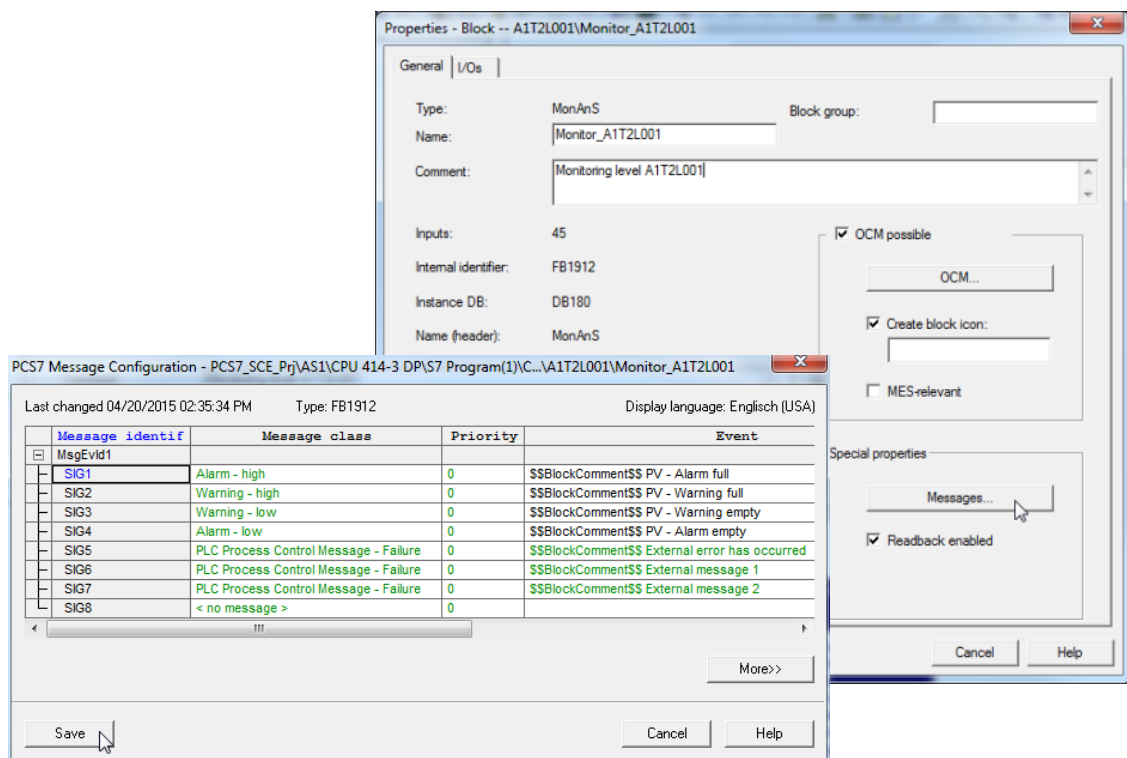 Properties - Block -- A1T2L001\Monitor_A1T2L001
General I/Os
Type: MonAnS Block group:
Name: Monitor_A1T2L001
Comment: Monitoring level A1T2L001
Inputs: 45 OCM possible
Internal identifier: FB1912 OCM...
Instance DB: DB180
Create block icon:
Name (header): MonAnS
MES-relevant
Special properties
Messages...
Readback enabled
Cancel Help
PCS7 Message Configuration - PCS7_SCE_Prj\AS1\CPU 414-3 DP\S7 Program(1)\C...\A1T2L001\Monitor_A1T2L001
Last changed 04/20/2015 02:35:34 PM Type: FB1912 Display language: Englisch (USA)
Message identif Message class Priority Event
MsgEvId1
SIG1 Alarm - high 0 $$BlockComment$$ PV - Alarm full
SIG2 Warning - high 0 $$BlockComment$$ PV - Warning full
SIG3 Warning - low 0 $$BlockComment$$ PV - Warning empty
SIG4 Alarm - low 0 $$BlockComment$$ PV - Alarm empty
SIG5 PLC Process Control Message - Failure 0 $$BlockComment$$ External error has occurred
SIG6 PLC Process Control Message - Failure 0 $$BlockComment$$ External message 1
SIG7 PLC Process Control Message - Failure 0 $$BlockComment$$ External message 2
SIG8 < no message > 0
More>>
Save Cancel Help